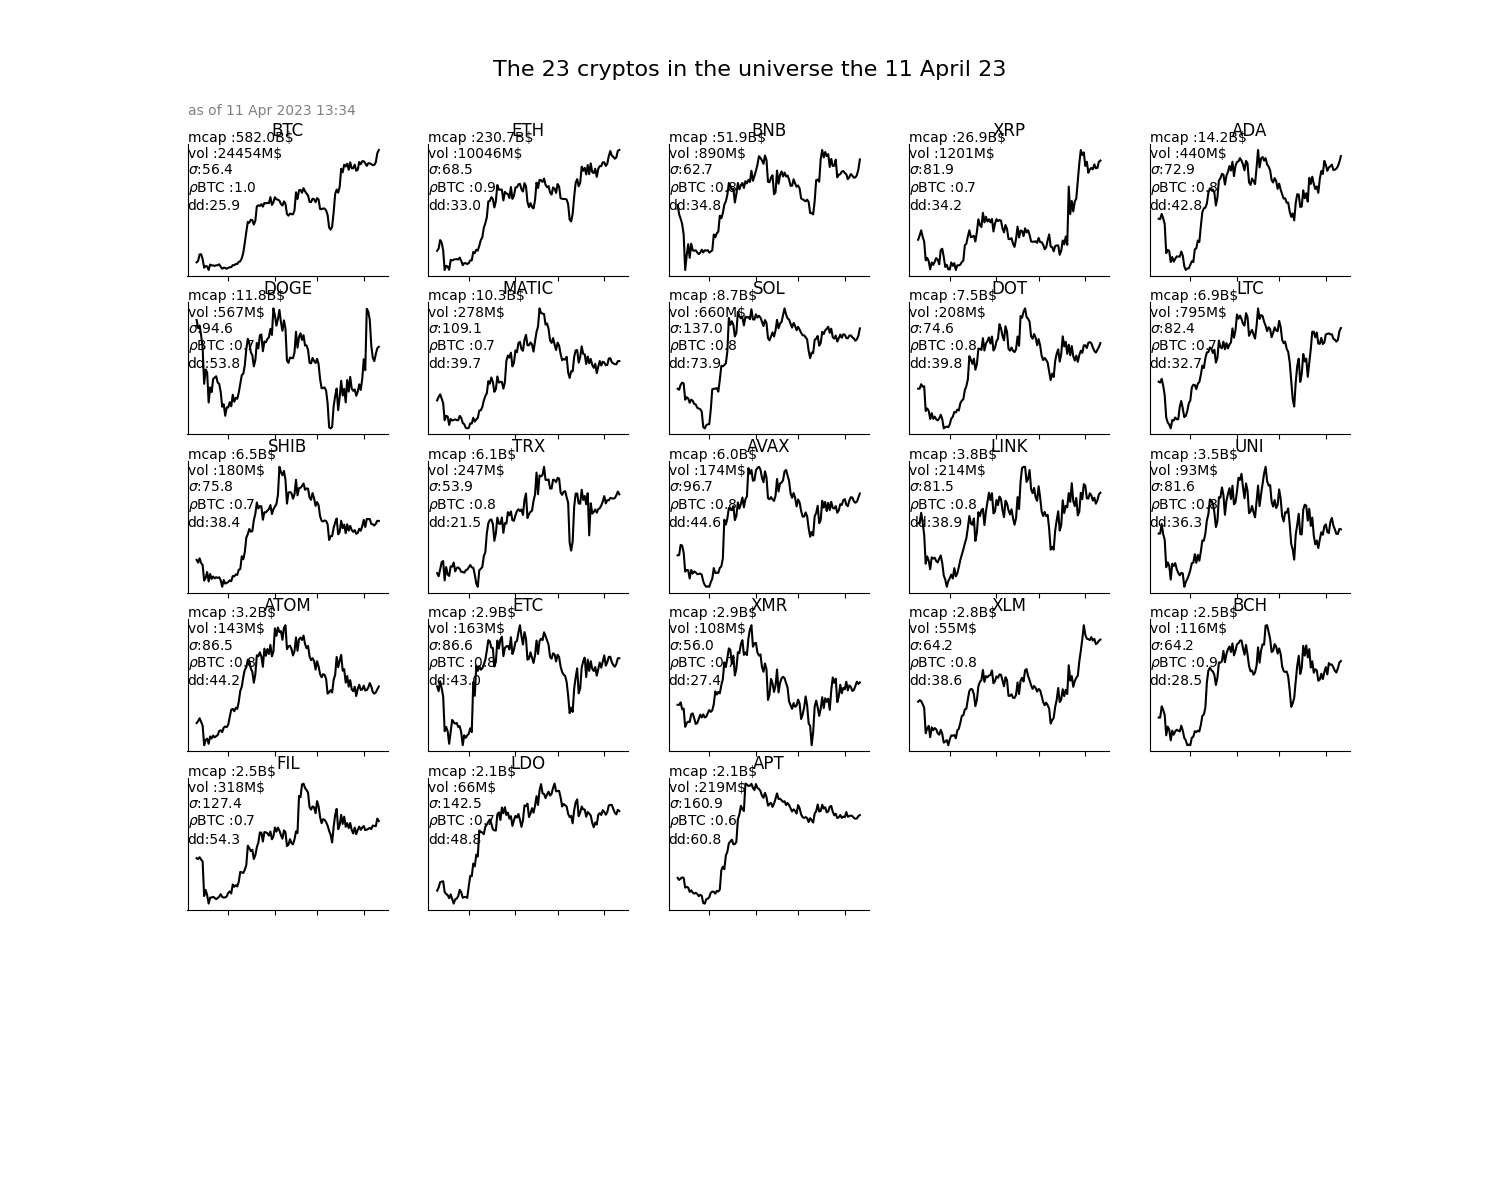 The 23 cryptos in the universe the 11 April 23
as of 11 Apr 2023 13:34
BTC
mcap :582.0B$
vol :24454M$
σ:56.4
ρBTC :1.0
dd:25.9
ETH
mcap :230.7B$
vol :10046M$
σ:68.5
ρBTC :0.9
dd:33.0
BNB
mcap :51.9B$
vol :890M$
σ:62.7
ρBTC :0.8
dd:34.8
XRP
mcap :26.9B$
vol :1201M$
σ:81.9
ρBTC :0.7
dd:34.2
ADA
mcap :14.2B$
vol :440M$
σ:72.9
ρBTC :0.8
dd:42.8
DOGE
mcap :11.8B$
vol :567M$
σ:94.6
ρBTC :0.7
dd:53.8
MATIC
mcap :10.3B$
vol :278M$
σ:109.1
ρBTC :0.7
dd:39.7
SOL
mcap :8.7B$
vol :660M$
σ:137.0
ρBTC :0.8
dd:73.9
DOT
mcap :7.5B$
vol :208M$
σ:74.6
ρBTC :0.8
dd:39.8
LTC
mcap :6.9B$
vol :795M$
σ:82.4
ρBTC :0.7
dd:32.7
SHIB
mcap :6.5B$
vol :180M$
σ:75.8
ρBTC :0.7
dd:38.4
TRX
mcap :6.1B$
vol :247M$
σ:53.9
ρBTC :0.8
dd:21.5
AVAX
mcap :6.0B$
vol :174M$
σ:96.7
ρBTC :0.8
dd:44.6
LINK
mcap :3.8B$
vol :214M$
σ:81.5
ρBTC :0.8
dd:38.9
UNI
mcap :3.5B$
vol :93M$
σ:81.6
ρBTC :0.8
dd:36.3
ATOM
mcap :3.2B$
vol :143M$
σ:86.5
ρBTC :0.8
dd:44.2
ETC
mcap :2.9B$
vol :163M$
σ:86.6
ρBTC :0.8
dd:43.0
XMR
mcap :2.9B$
vol :108M$
σ:56.0
ρBTC :0.7
dd:27.4
XLM
mcap :2.8B$
vol :55M$
σ:64.2
ρBTC :0.8
dd:38.6
BCH
mcap :2.5B$
vol :116M$
σ:64.2
ρBTC :0.9
dd:28.5
FIL
mcap :2.5B$
vol :318M$
σ:127.4
ρBTC :0.7
dd:54.3
LDO
mcap :2.1B$
vol :66M$
σ:142.5
ρBTC :0.7
dd:48.8
APT
mcap :2.1B$
vol :219M$
σ:160.9
ρBTC :0.6
dd:60.8